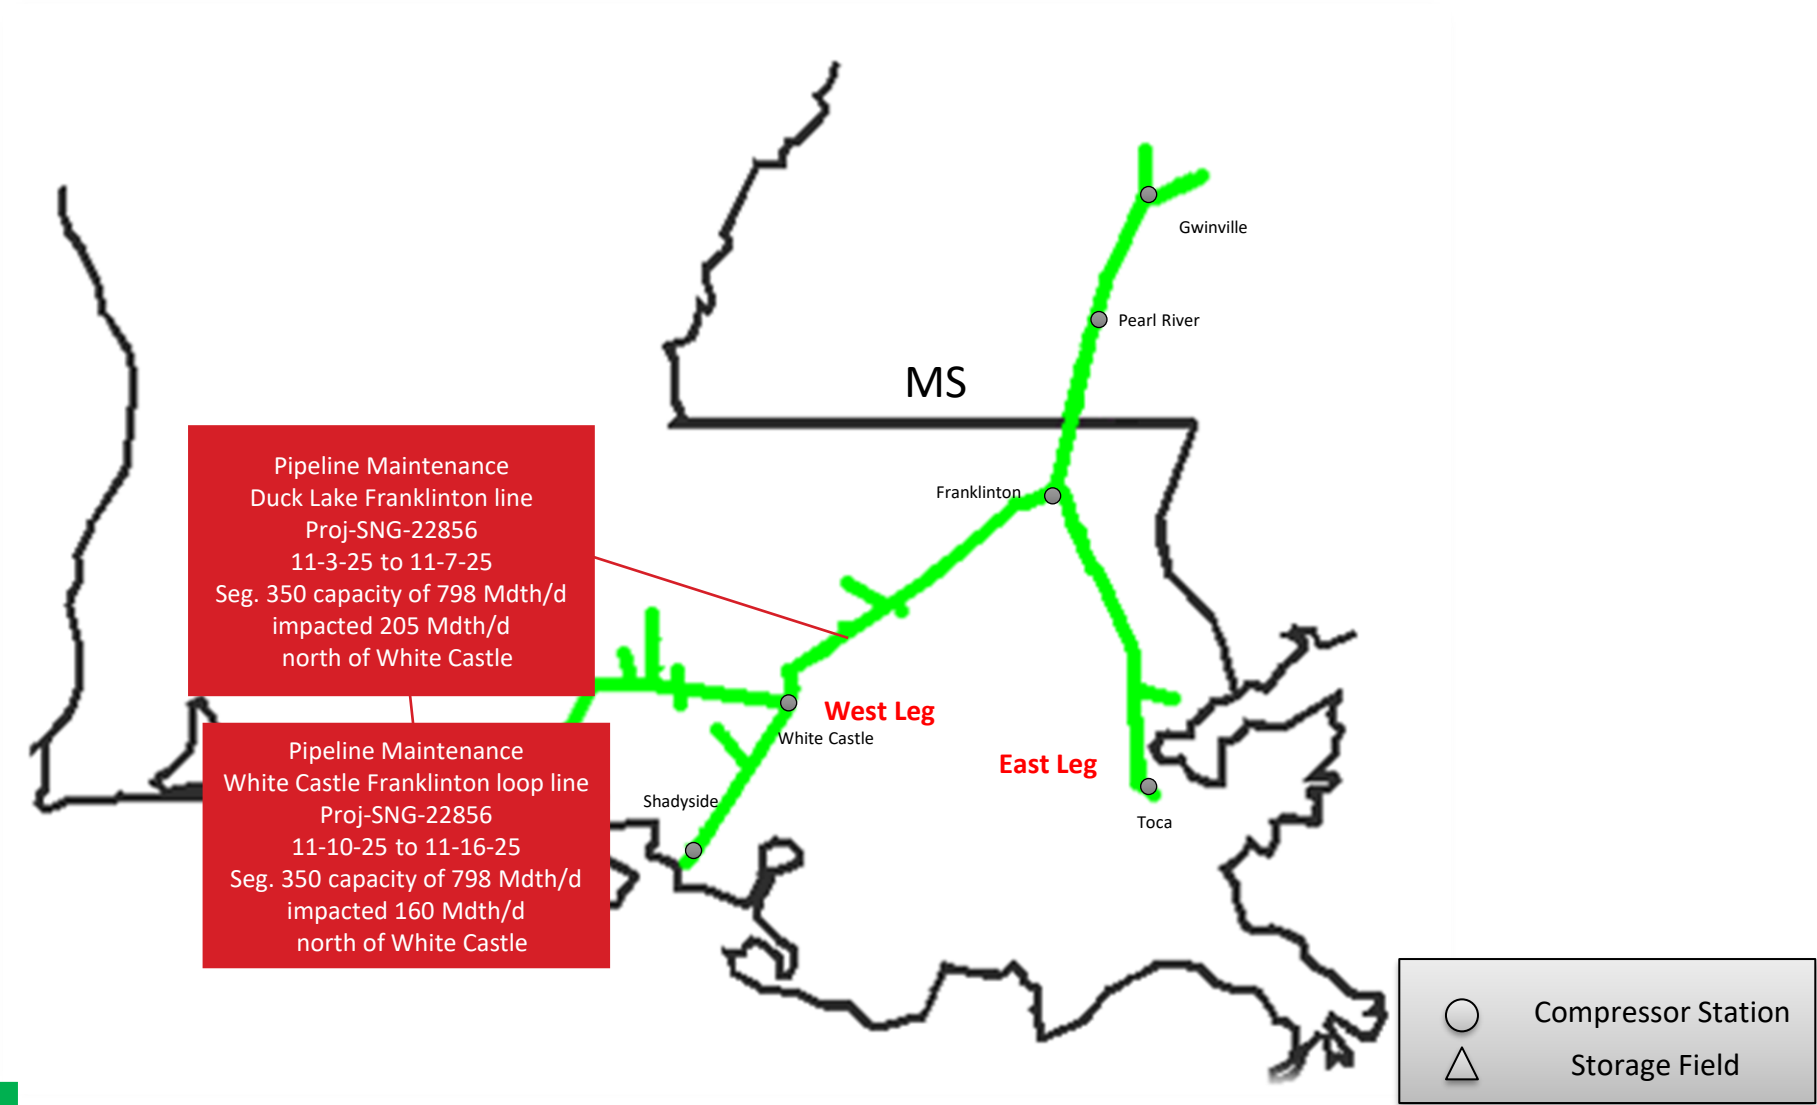 Gwinville
Pearl River
MS
Pipeline Maintenance
Duck Lake Franklinton line
Proj-SNG-22856
11-3-25 to 11-7-25
Seg. 350 capacity of 798 Mdth/d
impacted 205 Mdth/d
north of White Castle
Franklinton
West Leg
White Castle
East Leg
Pipeline Maintenance
White Castle Franklinton loop line
Proj-SNG-22856
11-10-25 to 11-16-25
Seg. 350 capacity of 798 Mdth/d
impacted 160 Mdth/d
north of White Castle
Shadyside
Toca
Compressor Station
Storage Field